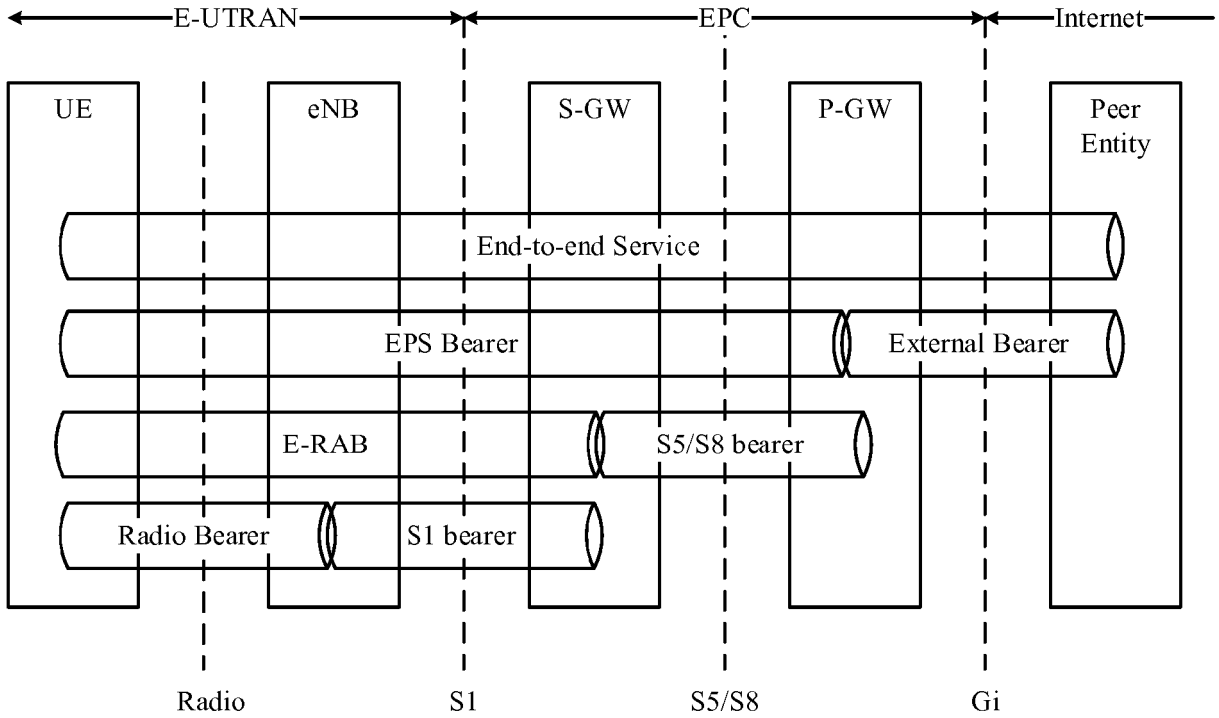 E-UTRAN
EPC
Internet
UE
eNB
S-GW
P-GW
Peer
Entity
End-to-end Service
EPS Bearer
External Bearer
E-RAB
S5/S8 bearer
Radio Bearer
S1 bearer
Radio
S1
S5/S8
Gi